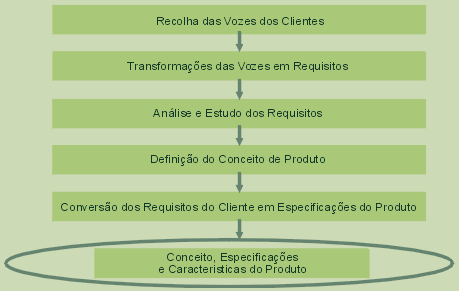 Recolha das Vozes dos Clientes
Transformações das Vozes em Requisitos
Análise e Estudo dos Requisitos
Definição do Conceito de Produto
Conversão dos Requisitos do Cliente em Especificações do Produto
Conceito, Especificações
e Caracteristicas do Produto